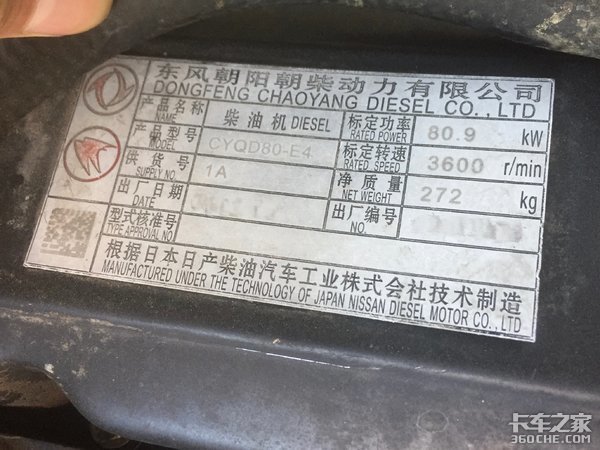 东风朝阳朝柴动力有限公司
DONGFENG CHAOYANG DIESEL CO.,LTD
产品名称 NAME 柴油机DIESEL 标定功率 RATED POWER 80.9 kW
产品型号 MODEL CYQD80-E4 标定转速 RATED SPEED 3600 r/min
供货号 SUPPLY NO. 1A 净质量 NET WEIGHT 272 kg
出厂日期 DATE 出厂编号 NO.
型式核准号 TYPE APPROVAL NO
根据日本日产柴油汽车工业株式会社技术制造
MANUFACTURED UNDER THE TECHNOLOGY OF JAPAN NISSAN DIESEL MOTOR CO.,LTD
卡车之家
360che.com